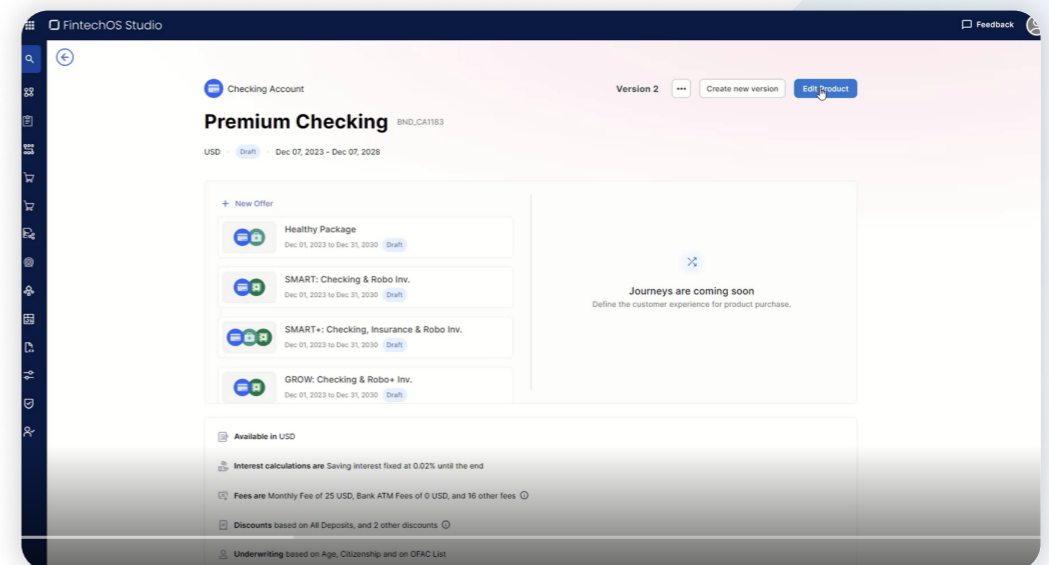 FintechOS Studio
Feedback
Checking Account
Version 2
Create new version
Edit Product
Premium Checking BND_CA1183
USD · Draft · Dec 07, 2023 - Dec 07, 2028
+ New Offer
Healthy Package
Dec 01, 2023 to Dec 31, 2030 Draft
SMART: Checking & Robo Inv.
Dec 01, 2023 to Dec 31, 2030 Draft
SMART+: Checking, Insurance & Robo Inv.
Dec 01, 2023 to Dec 31, 2030 Draft
GROW: Checking & Robo+ Inv.
Dec 01, 2023 to Dec 31, 2030 Draft
Journeys are coming soon
Define the customer experience for product purchase.
Available in USD
Interest calculations are Saving interest fixed at 0.02% until the end
Fees are Monthly Fee of 25 USD, Bank ATM Fees of 0 USD, and 16 other fees
Discounts based on All Deposits, and 2 other discounts
Underwriting based on Age, Citizenship and on OFAC List